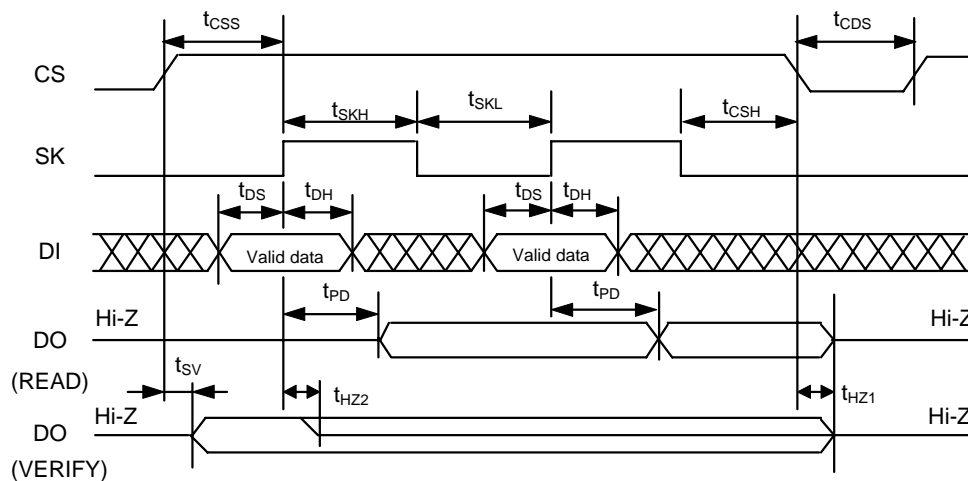 tCSS
tCDS
CS
tSKH
tSKL
tCSH
SK
tDS
tDH
tDS
tDH
DI
Valid data
Valid data
tPD
tPD
Hi-Z
Hi-Z
DO
(READ)
tSV
tHZ2
tHZ1
Hi-Z
Hi-Z
DO
(VERIFY)